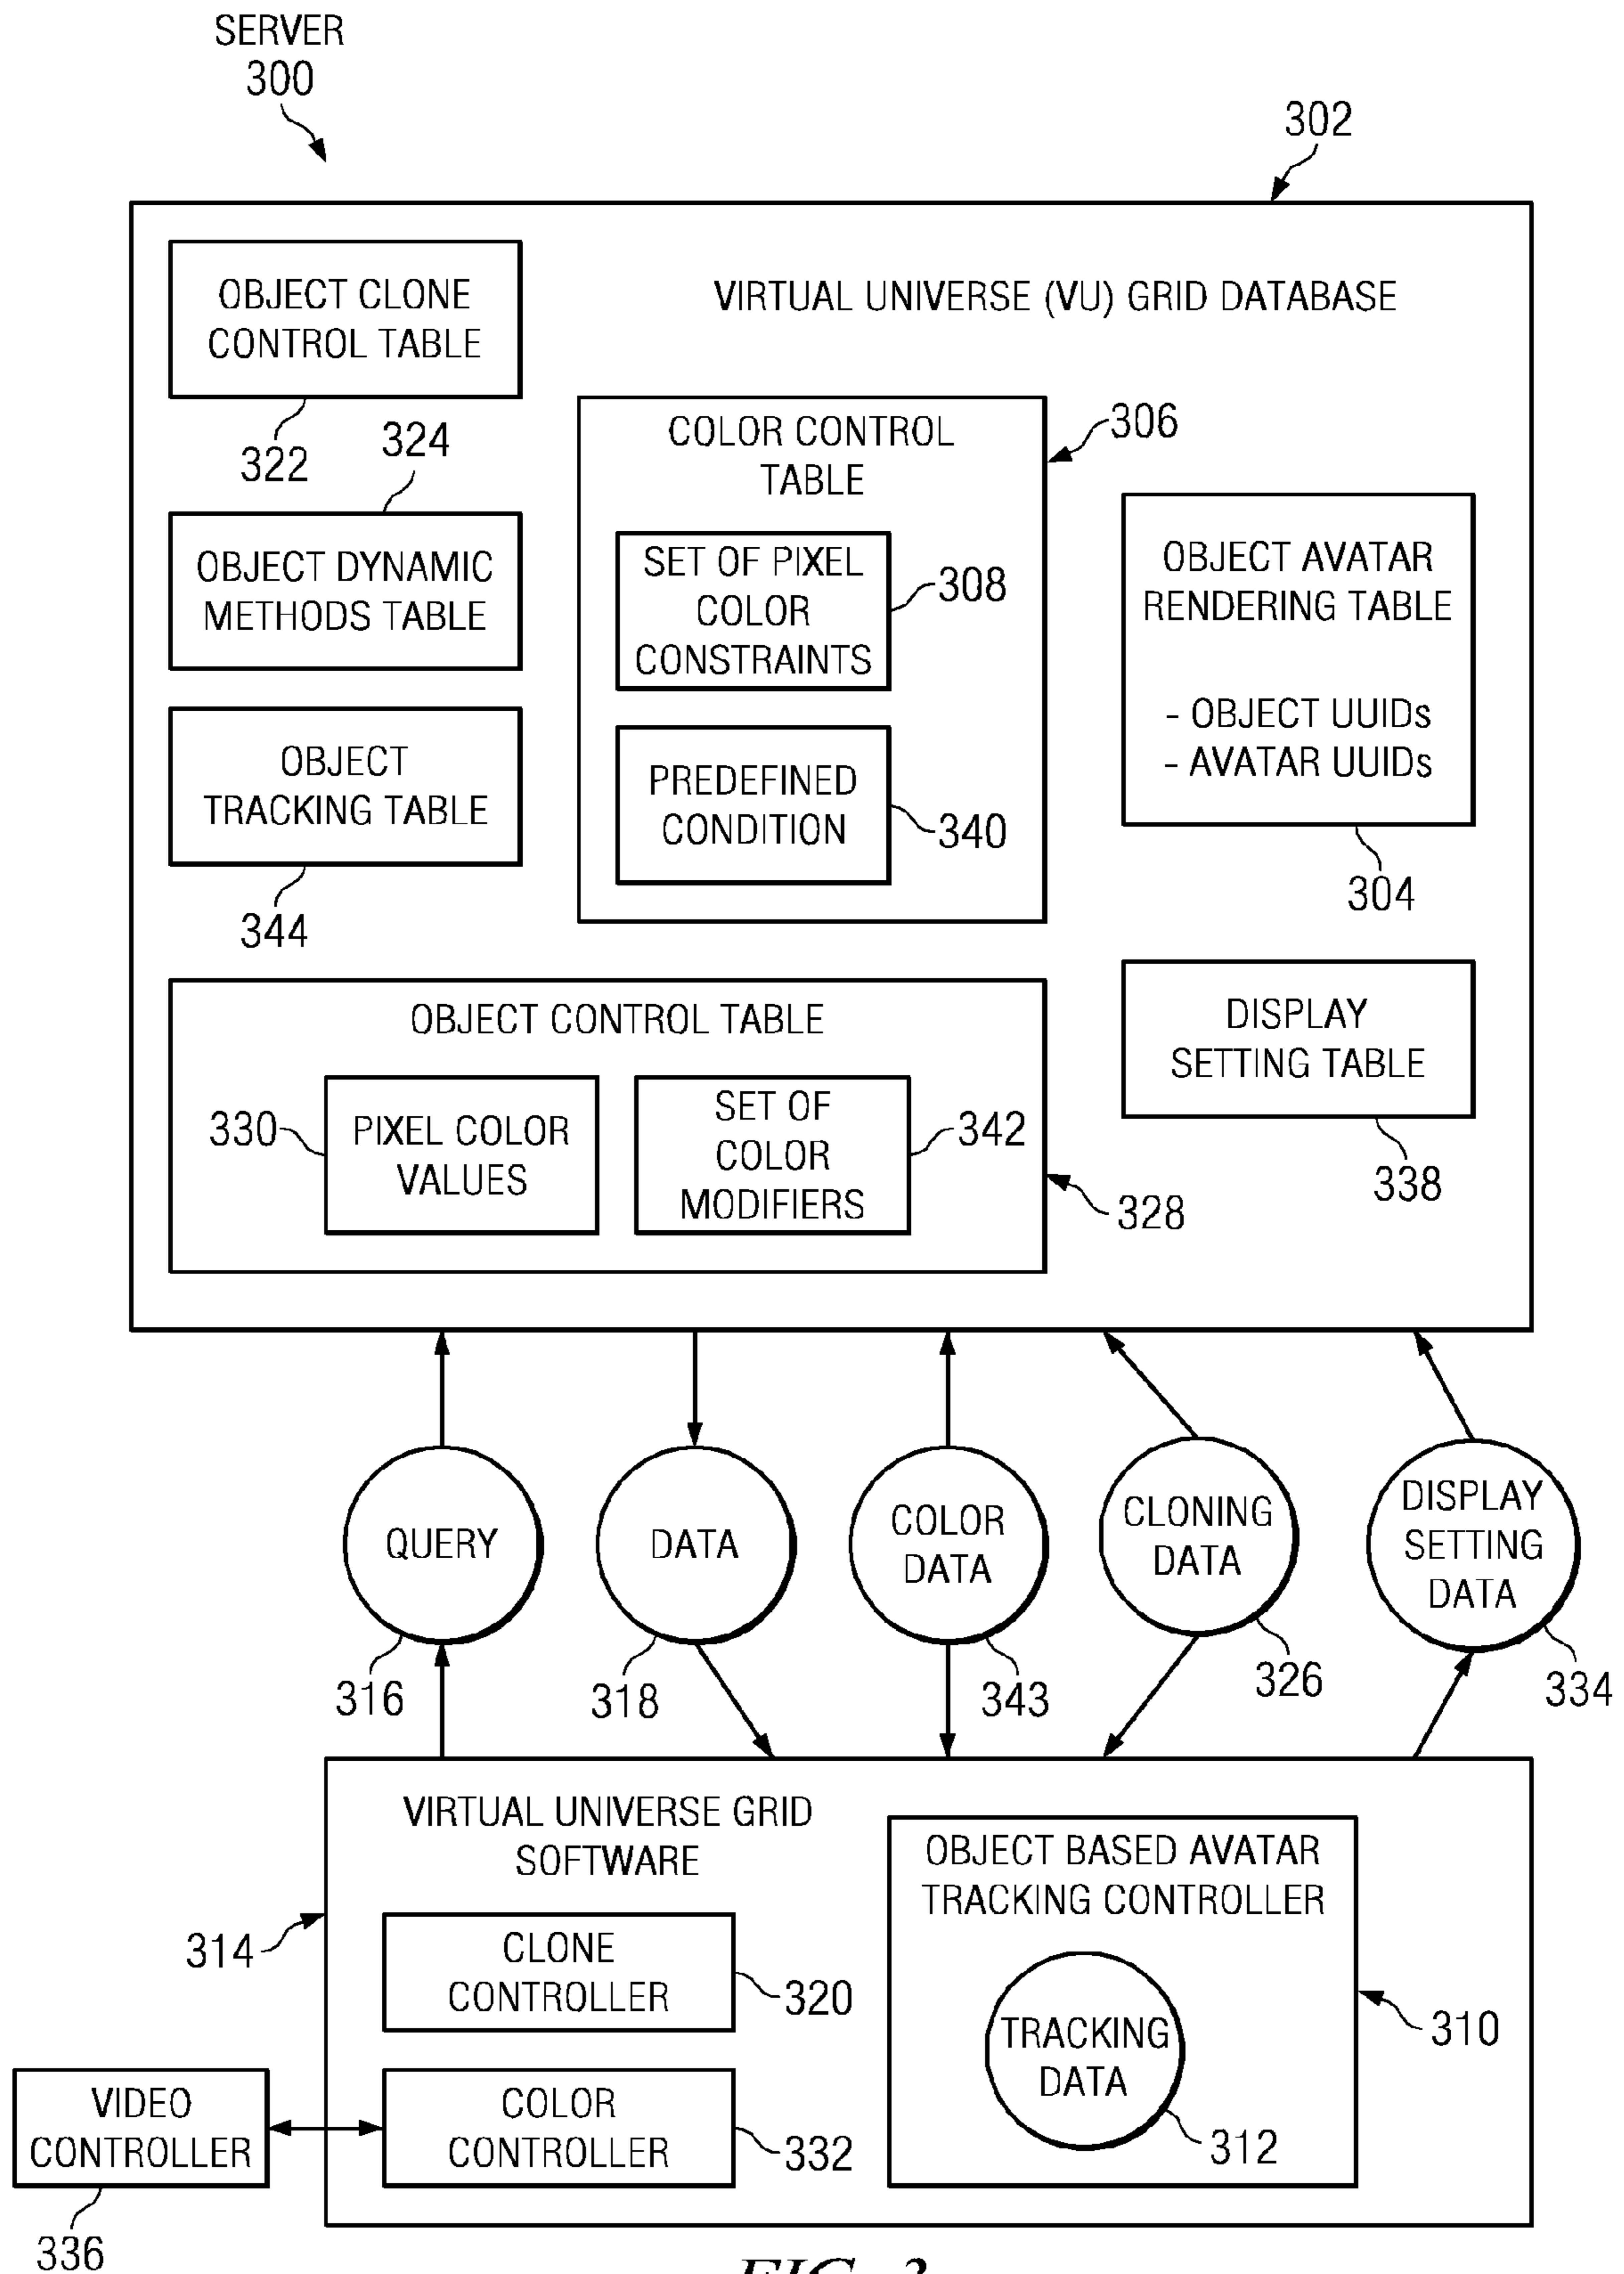 SERVER
300
302
VIRTUAL UNIVERSE (VU) GRID DATABASE
OBJECT CLONE
CONTROL TABLE
322
324
OBJECT DYNAMIC
METHODS TABLE
OBJECT
TRACKING TABLE
344
COLOR CONTROL
TABLE
306
SET OF PIXEL
COLOR
CONSTRAINTS
308
PREDEFINED
CONDITION
340
OBJECT AVATAR
RENDERING TABLE
- OBJECT UUIDs
- AVATAR UUIDs
304
OBJECT CONTROL TABLE
330
PIXEL COLOR
VALUES
SET OF
COLOR
MODIFIERS
342
328
DISPLAY
SETTING TABLE
338
QUERY
316
DATA
318
COLOR
DATA
343
CLONING
DATA
326
DISPLAY
SETTING
DATA
334
VIRTUAL UNIVERSE GRID
SOFTWARE
314
CLONE
CONTROLLER
320
COLOR
CONTROLLER
332
OBJECT BASED AVATAR
TRACKING CONTROLLER
310
TRACKING
DATA
312
VIDEO
CONTROLLER
336
FIG. 3